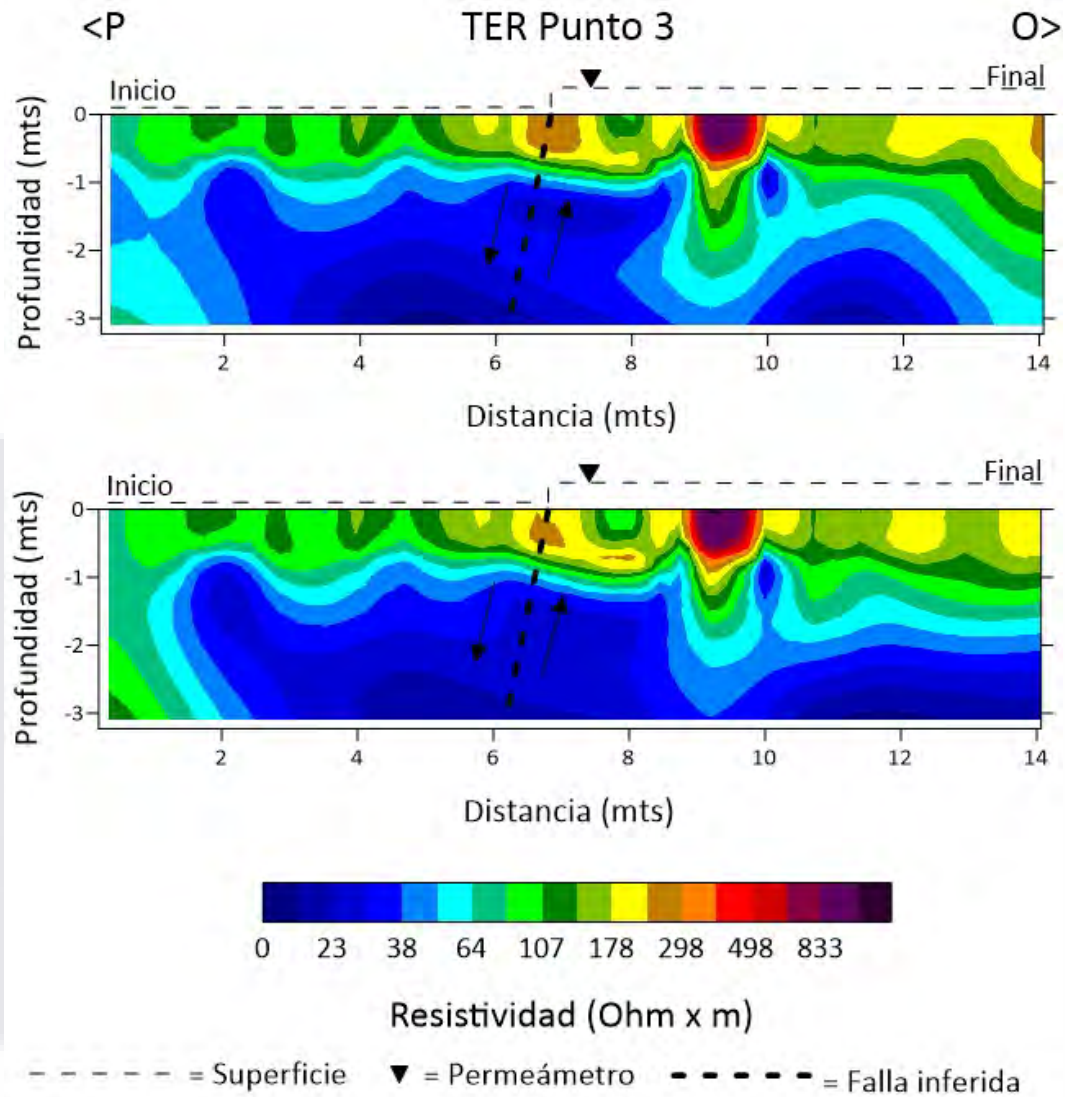 <P TER Punto 3 O>
Inicio Final
Profundidad (mts)
0
-1
-2
-3
2 4 6 8 10 12 14
Distancia (mts)
Inicio Final
Profundidad (mts)
0
-1
-2
-3
2 4 6 8 10 12 14
Distancia (mts)
0 23 38 64 107 178 298 498 833
Resistividad (Ohm x m)
= Superficie = Permeámetro = Falla inferida